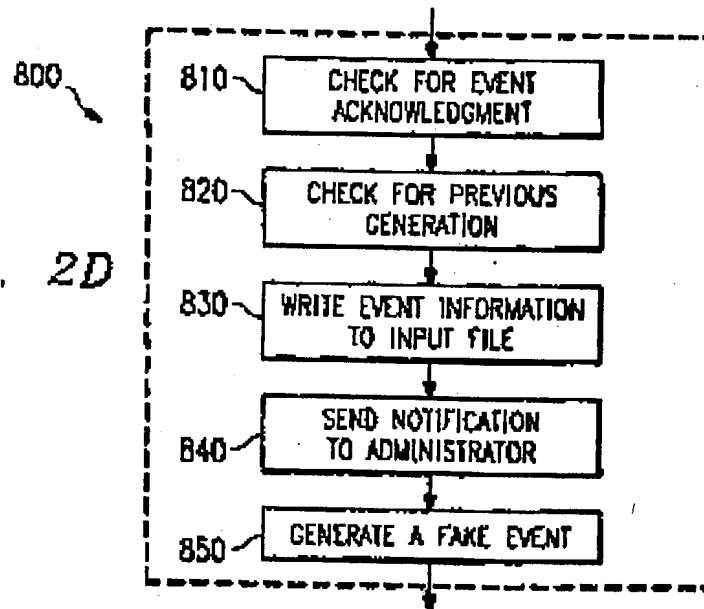 800
810
CHECK FOR EVENT
ACKNOWLEDGMENT
820
CHECK FOR PREVIOUS
GENERATION
. 2D
830
WRITE EVENT INFORMATION
TO INPUT FILE
840
SEND NOTIFICATION
TO ADMINISTRATOR
850
GENERATE A FAKE EVENT